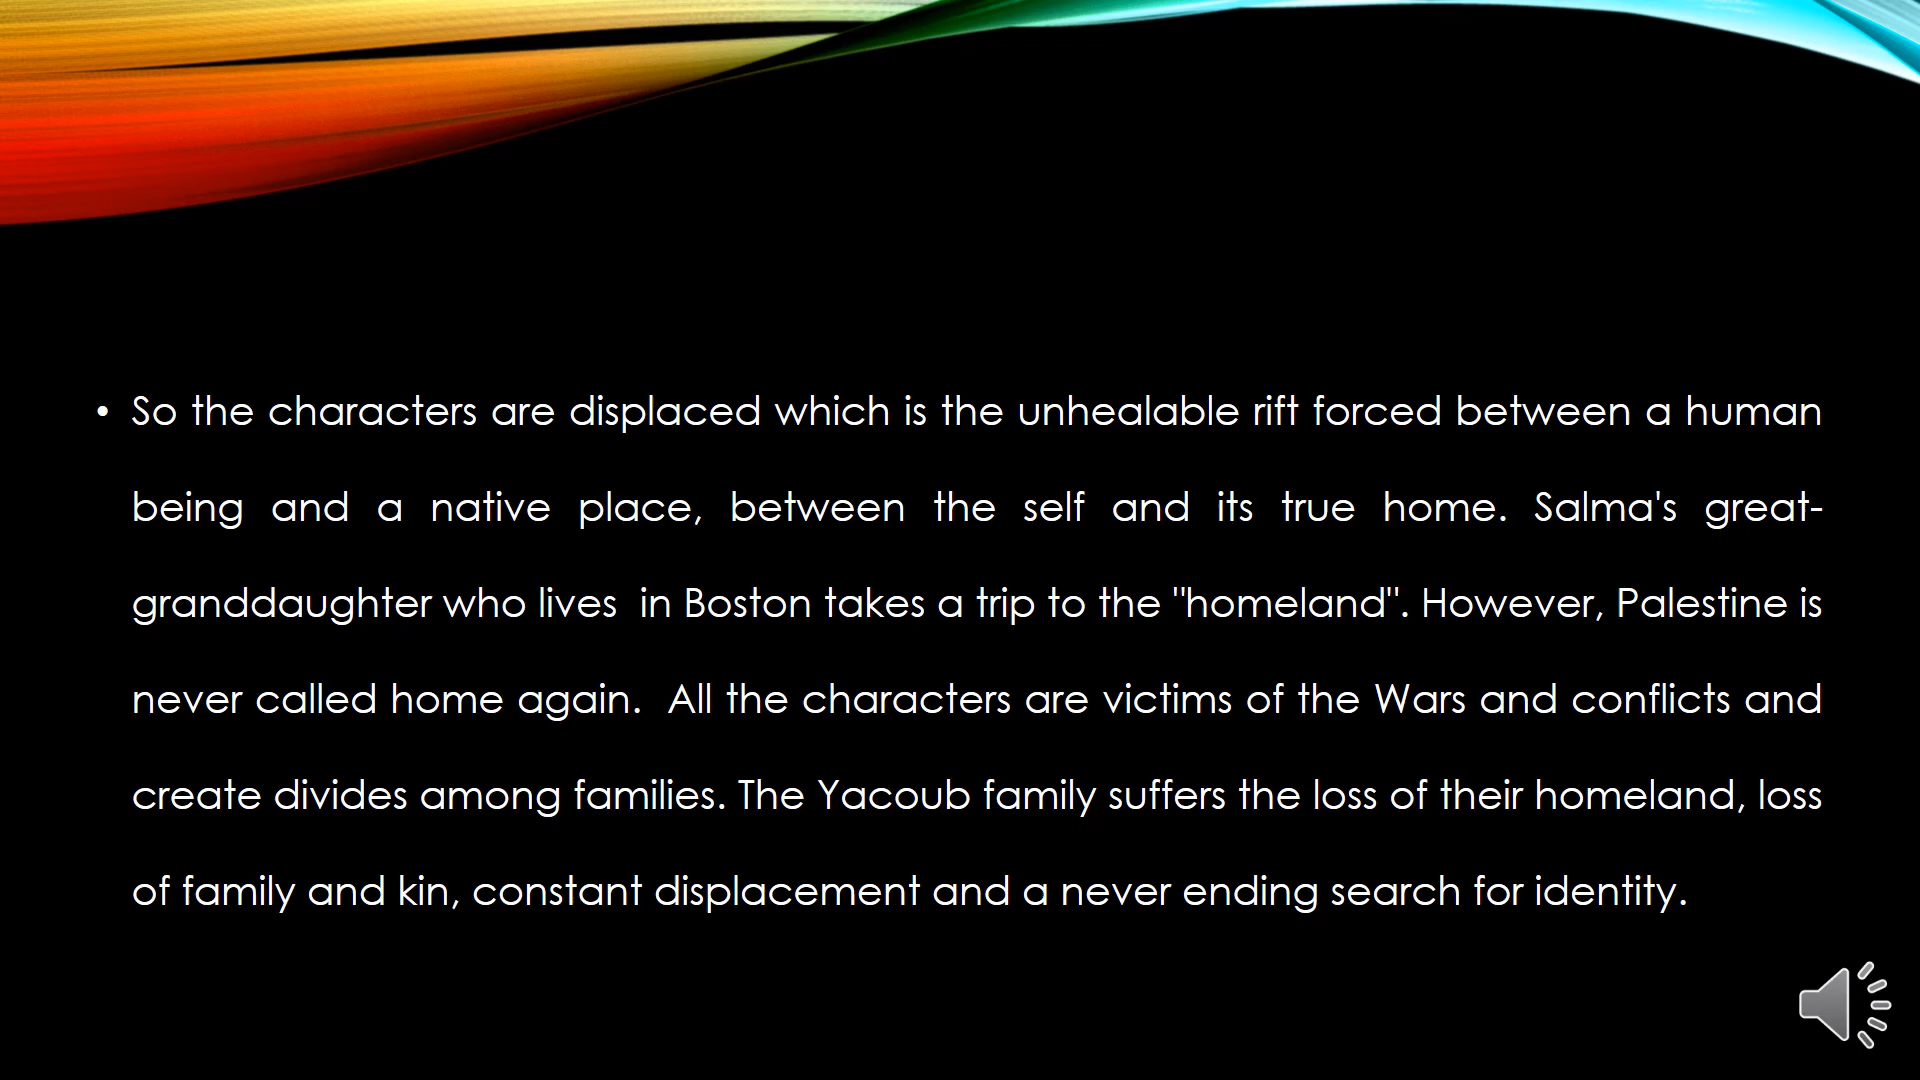 • So the characters are displaced which is the unhealable rift forced between a human
being and a native place, between the self and its true home. Salma's great-
granddaughter who lives  in Boston takes a trip to the "homeland". However, Palestine is
never called home again.  All the characters are victims of the Wars and conflicts and
create divides among families. The Yacoub family suffers the loss of their homeland, loss
of family and kin, constant displacement and a never ending search for identity.